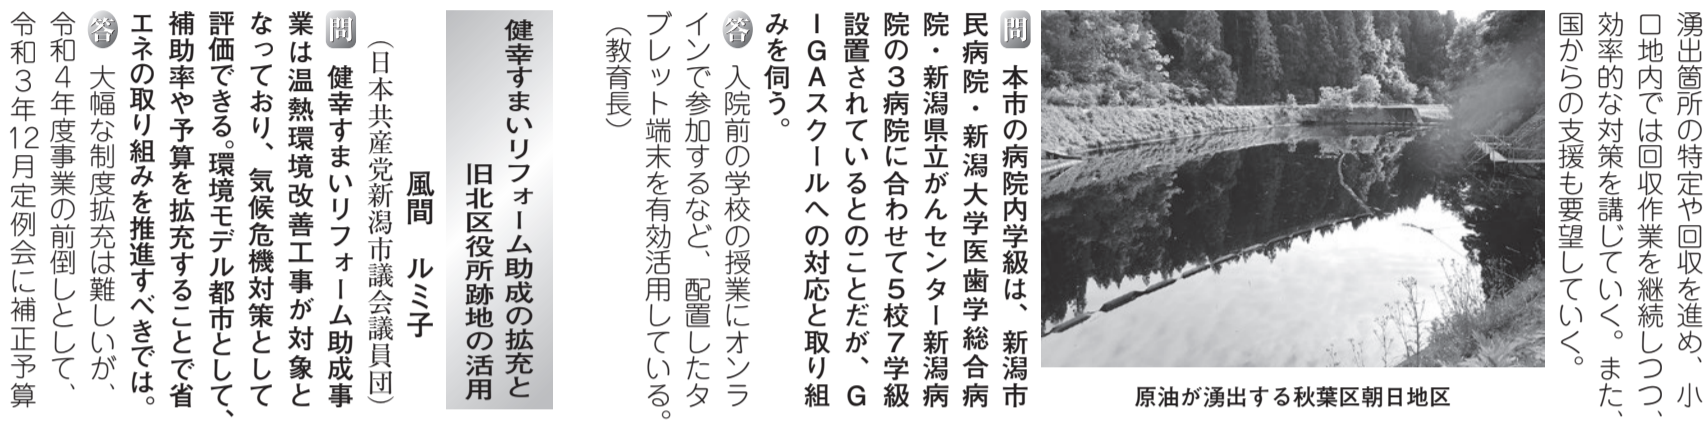 湧出箇所の特定や回収を進め、小
口地内では回収作業を継続しつつ、
効率的な対策を講じていく。また、
国からの支援も要望していく。
原油が湧出する秋葉区朝日地区
問　本市の病院内学級は、新潟市
民病院・新潟大学医歯学総合病
院・新潟県立がんセンター新潟病
院の３病院に合わせて５校７学級
設置されているとのことだが、Ｇ
ＩＧＡスクールへの対応と取り組
みを伺う。
答　入院前の学校の授業にオンラ
インで参加するなど、配置したタ
ブレット端末を有効活用している。
（教育長）
健幸すまいリフォーム助成の拡充と
旧北区役所跡地の活用
風間　ルミ子
（日本共産党新潟市議会議員団）
問　健幸すまいリフォーム助成事
業は温熱環境改善工事が対象と
なっており、気候危機対策として
評価できる。環境モデル都市として、
補助率や予算を拡充することで省
エネの取り組みを推進すべきでは。
答　大幅な制度拡充は難しいが、
令和４年度事業の前倒しとして、
令和３年12月定例会に補正予算